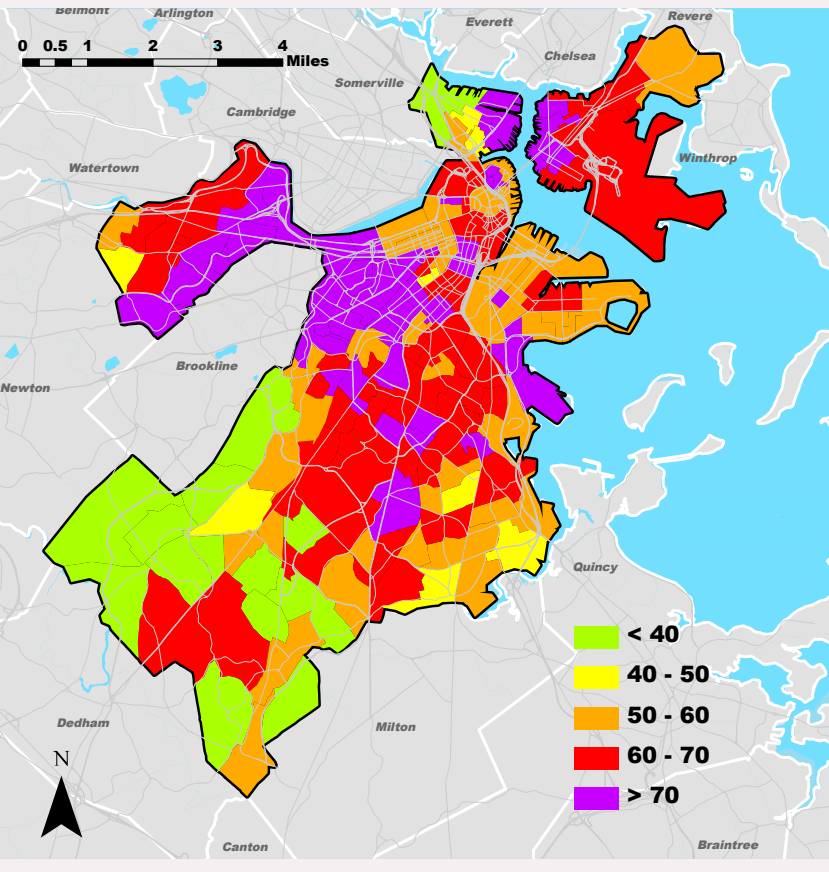 Belmont
Arlington
Everett
Revere
0 0.5 1 2 3 4
Miles
Chelsea
Somerville
Cambridge
Watertown
Winthrop
Brookline
Newton
Quincy
< 40
40 - 50
50 - 60
60 - 70
> 70
Dedham
Milton
N
Canton
Braintree